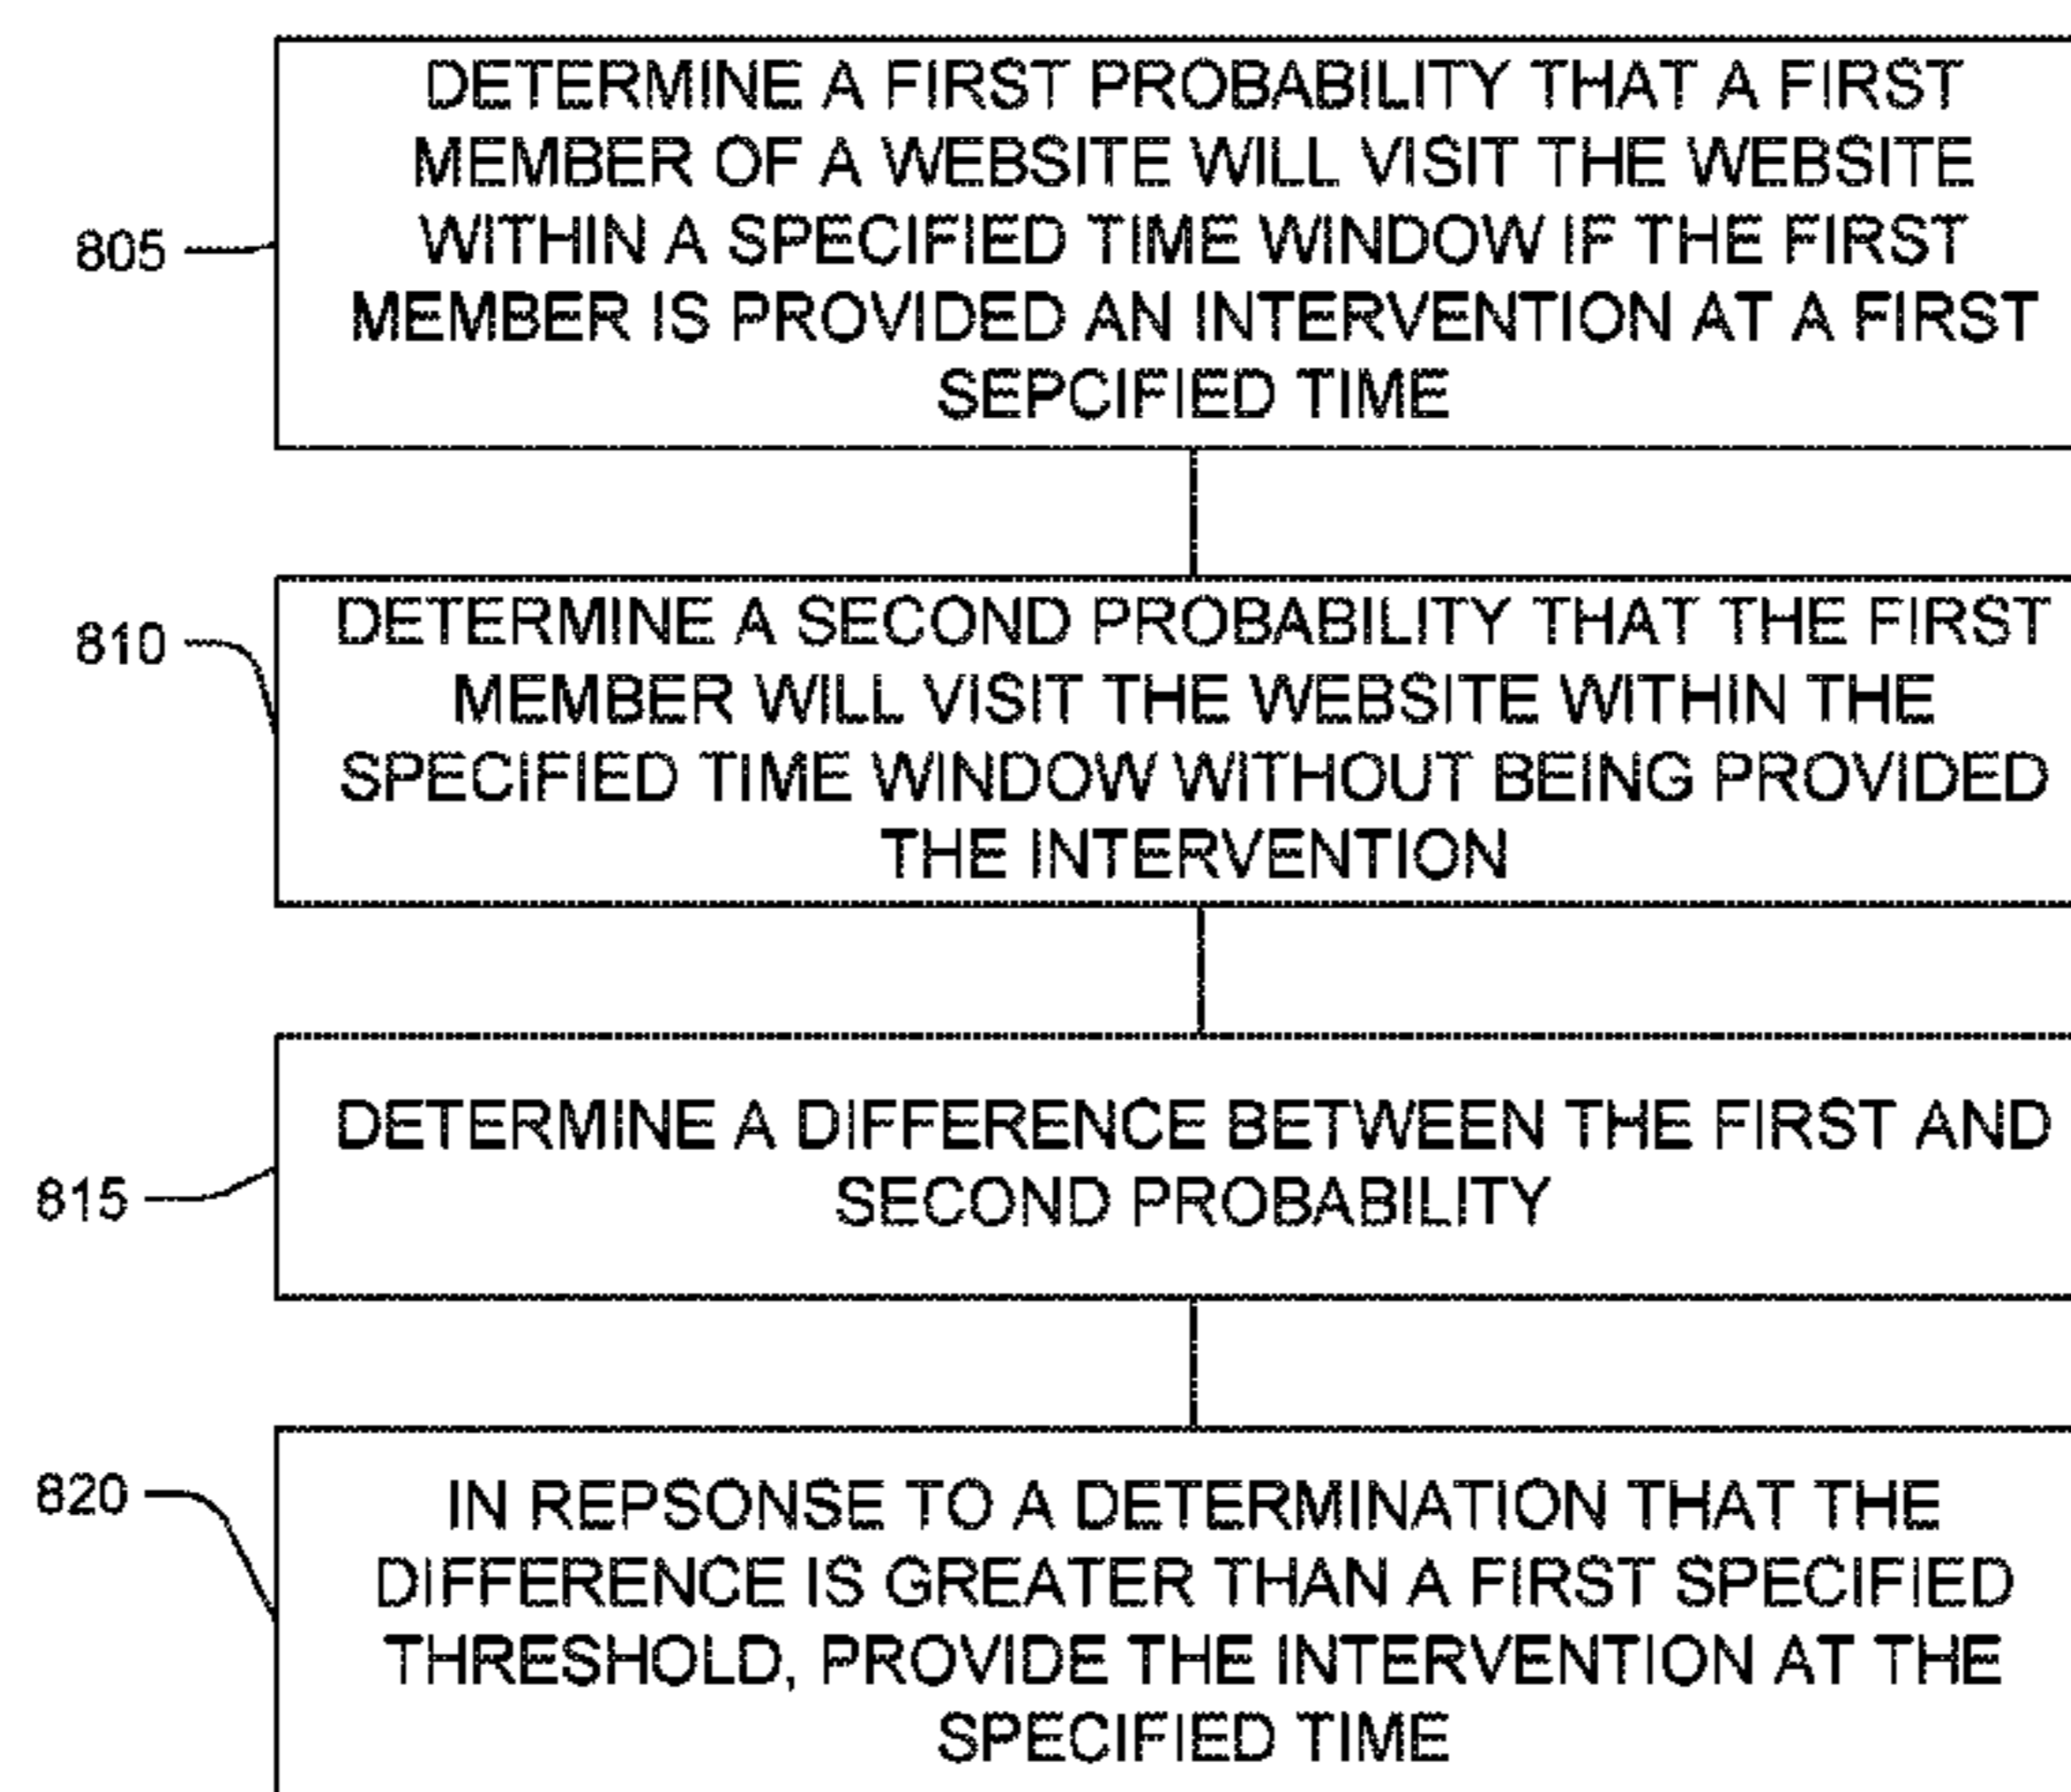 DETERMINE A FIRST PROBABILITY THAT A FIRST
MEMBER OF A WEBSITE WILL VISIT THE WEBSITE
WITHIN A SPECIFIED TIME WINDOW IF THE FIRST
MEMBER IS PROVIDED AN INTERVENTION AT A FIRST
SEPCIFIED TIME
805
DETERMINE A SECOND PROBABILITY THAT THE FIRST
MEMBER WILL VISIT THE WEBSITE WITHIN THE
SPECIFIED TIME WINDOW WITHOUT BEING PROVIDED
THE INTERVENTION
810
DETERMINE A DIFFERENCE BETWEEN THE FIRST AND
SECOND PROBABILITY
815
IN REPSONSE TO A DETERMINATION THAT THE
DIFFERENCE IS GREATER THAN A FIRST SPECIFIED
THRESHOLD, PROVIDE THE INTERVENTION AT THE
SPECIFIED TIME
820